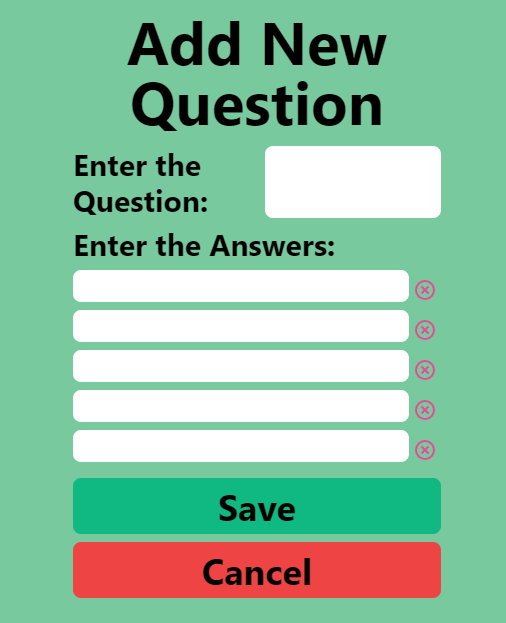 Add New
Question
Enter the
Question:
Enter the Answers:
Save
Cancel